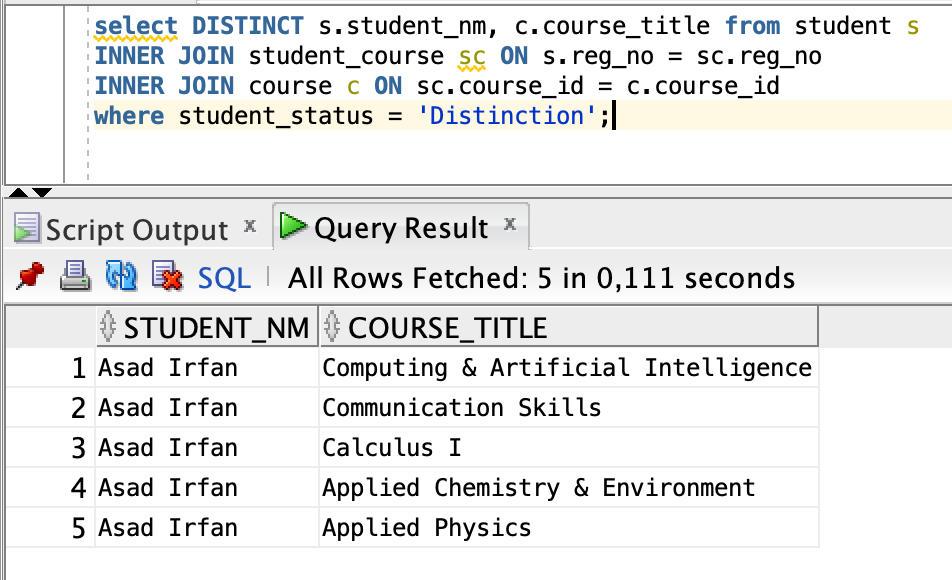 select DISTINCT s.student_nm, c.course_title from student s
INNER JOIN student_course sc ON s.reg_no = sc.reg_no
INNER JOIN course c ON sc.course_id = c.course_id
where student_status = 'Distinction';
Script Output x Query Result x
SQL All Rows Fetched: 5 in 0,111 seconds
STUDENT_NM COURSE_TITLE
1 Asad Irfan Computing & Artificial Intelligence
2 Asad Irfan Communication Skills
3 Asad Irfan Calculus I
4 Asad Irfan Applied Chemistry & Environment
5 Asad Irfan Applied Physics